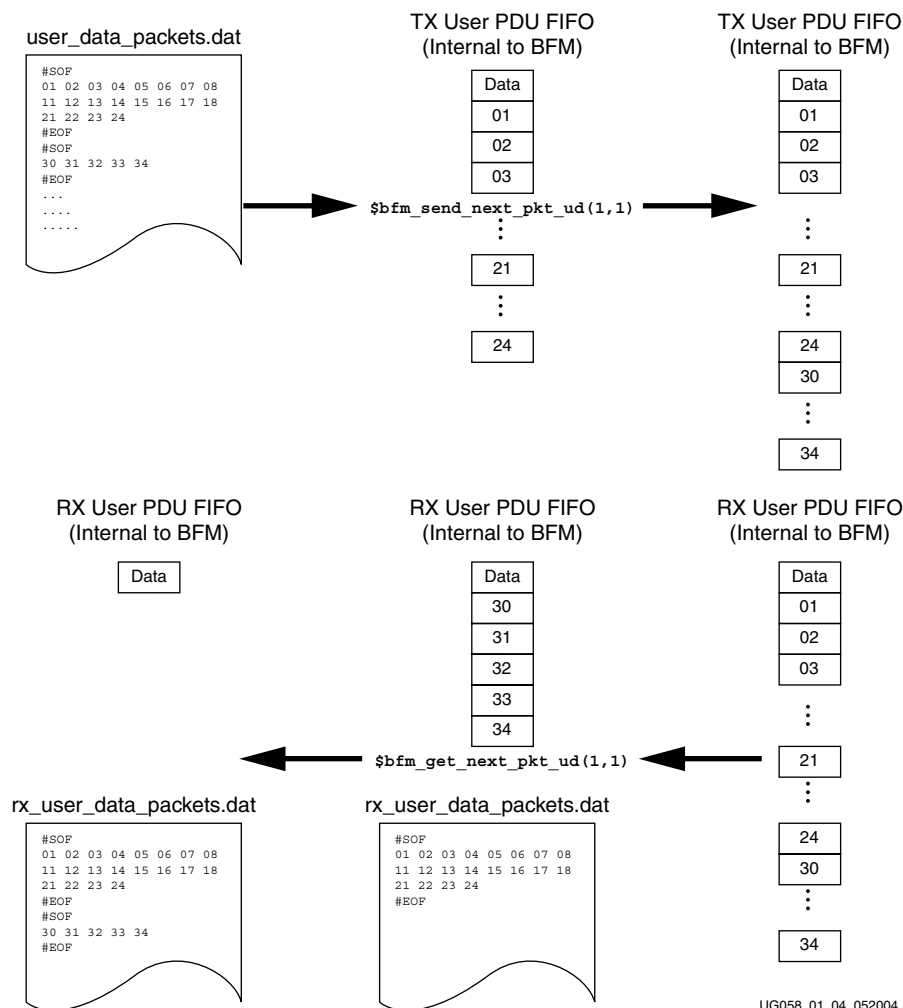 user_data_packets.dat
#SOF
01 02 03 04 05 06 07 08
11 12 13 14 15 16 17 18
21 22 23 24
#EOF
#SOF
30 31 32 33 34
#EOF
...
....
.....
TX User PDU FIFO
(Internal to BFM)
Data
01
02
03
$bfm_send_next_pkt_ud(1,1)
21
24
TX User PDU FIFO
(Internal to BFM)
Data
01
02
03
21
24
30
34
RX User PDU FIFO
(Internal to BFM)
Data
RX User PDU FIFO
(Internal to BFM)
Data
30
31
32
33
34
$bfm_get_next_pkt_ud(1,1)
RX User PDU FIFO
(Internal to BFM)
Data
01
02
03
21
24
30
34
rx_user_data_packets.dat
#SOF
01 02 03 04 05 06 07 08
11 12 13 14 15 16 17 18
21 22 23 24
#EOF
#SOF
30 31 32 33 34
#EOF
rx_user_data_packets.dat
#SOF
01 02 03 04 05 06 07 08
11 12 13 14 15 16 17 18
21 22 23 24
#EOF
UG058_01_04_052004